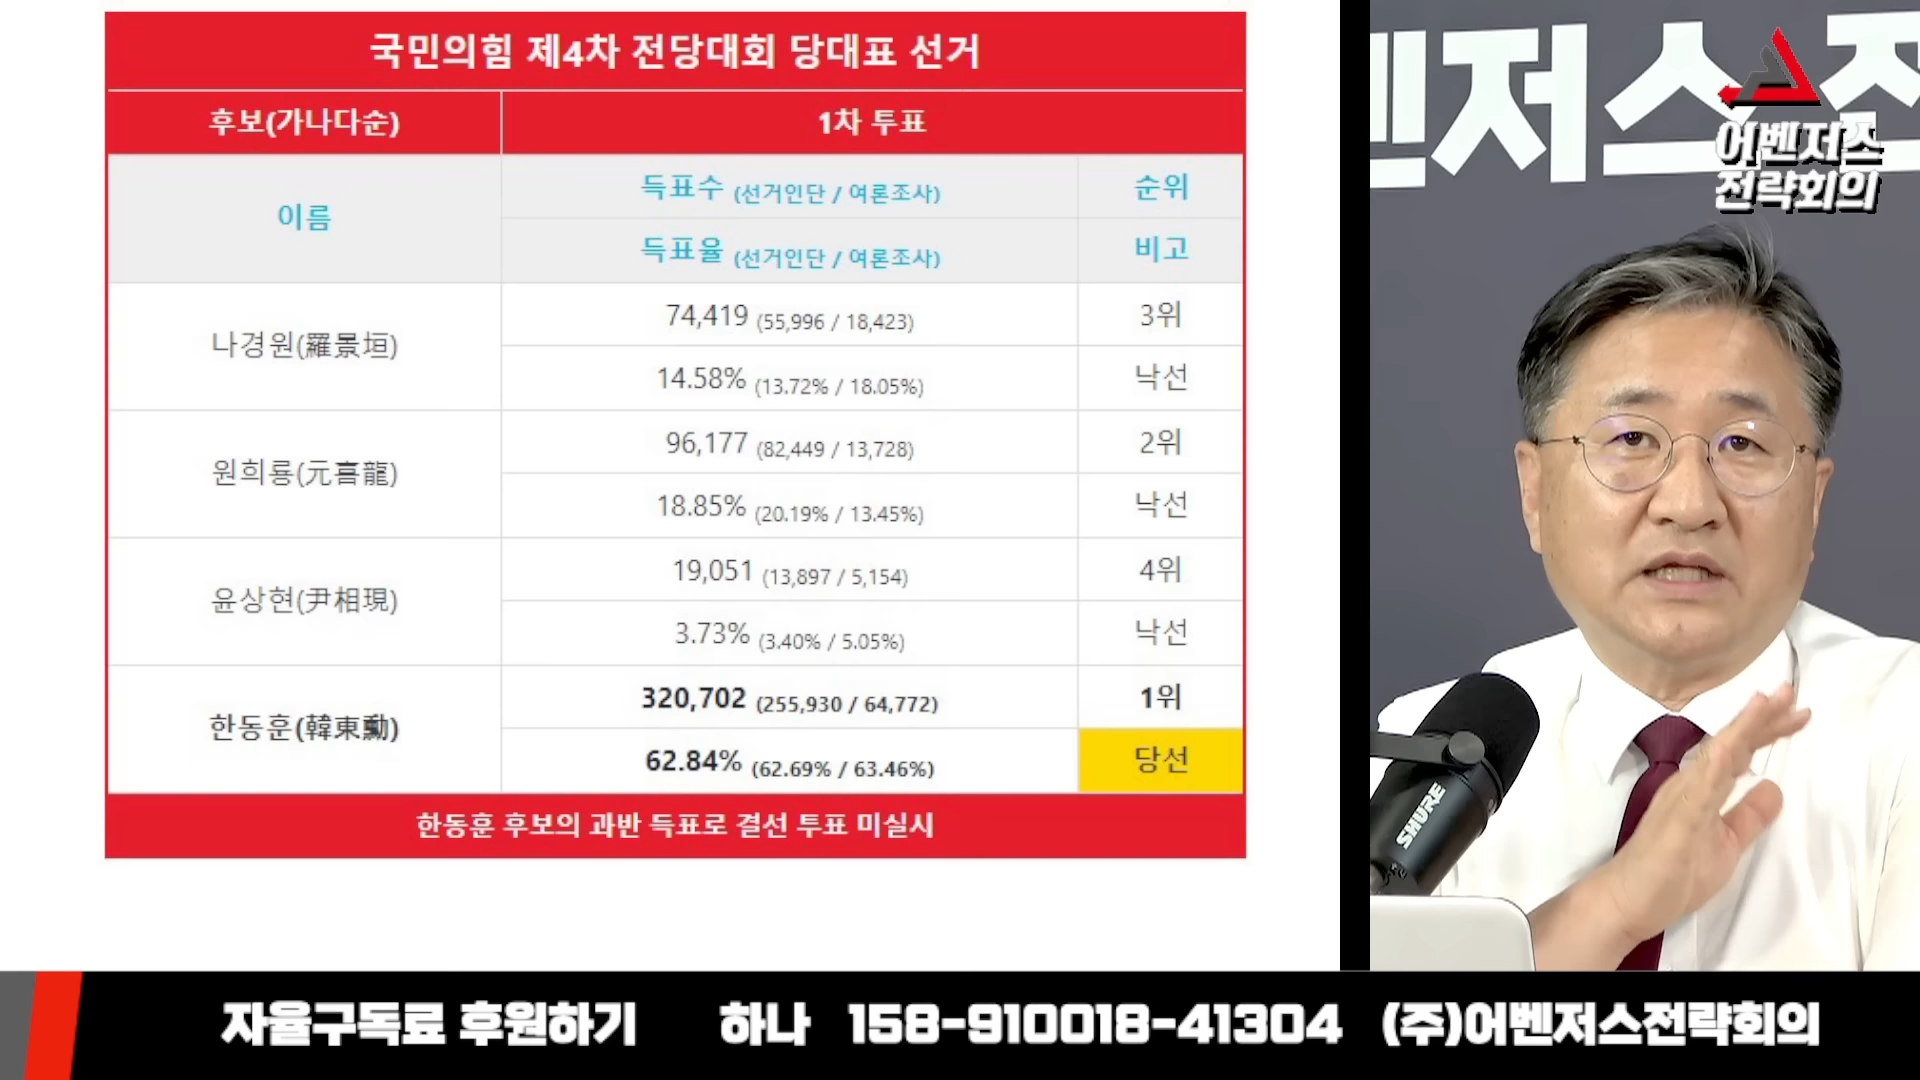 국민의힘 제4차 전당대회 당대표 선거
후보(가나다순) 1차 투표
이름 득표수 (선거인단 / 여론조사) 순위
득표율 (선거인단 / 여론조사) 비고
나경원(羅景垣) 74,419 (55,996 / 18,423) 3위
14.58% (13.72% / 18.05%) 낙선
원희룡(元喜龍) 96,177 (82,449 / 13,728) 2위
18.85% (20.19% / 13.45%) 낙선
윤상현(尹相現) 19,051 (13,897 / 5,154) 4위
3.73% (3.40% / 5.05%) 낙선
한동훈(韓東勳) 320,702 (255,930 / 64,772) 1위
62.84% (62.69% / 63.46%) 당선
한동훈 후보의 과반 득표로 결선 투표 미실시
벤저스전
어벤저스
전략회의
SHURE
자율구독료 후원하기 하나 158-910018-41304 (주)어벤저스전략회의